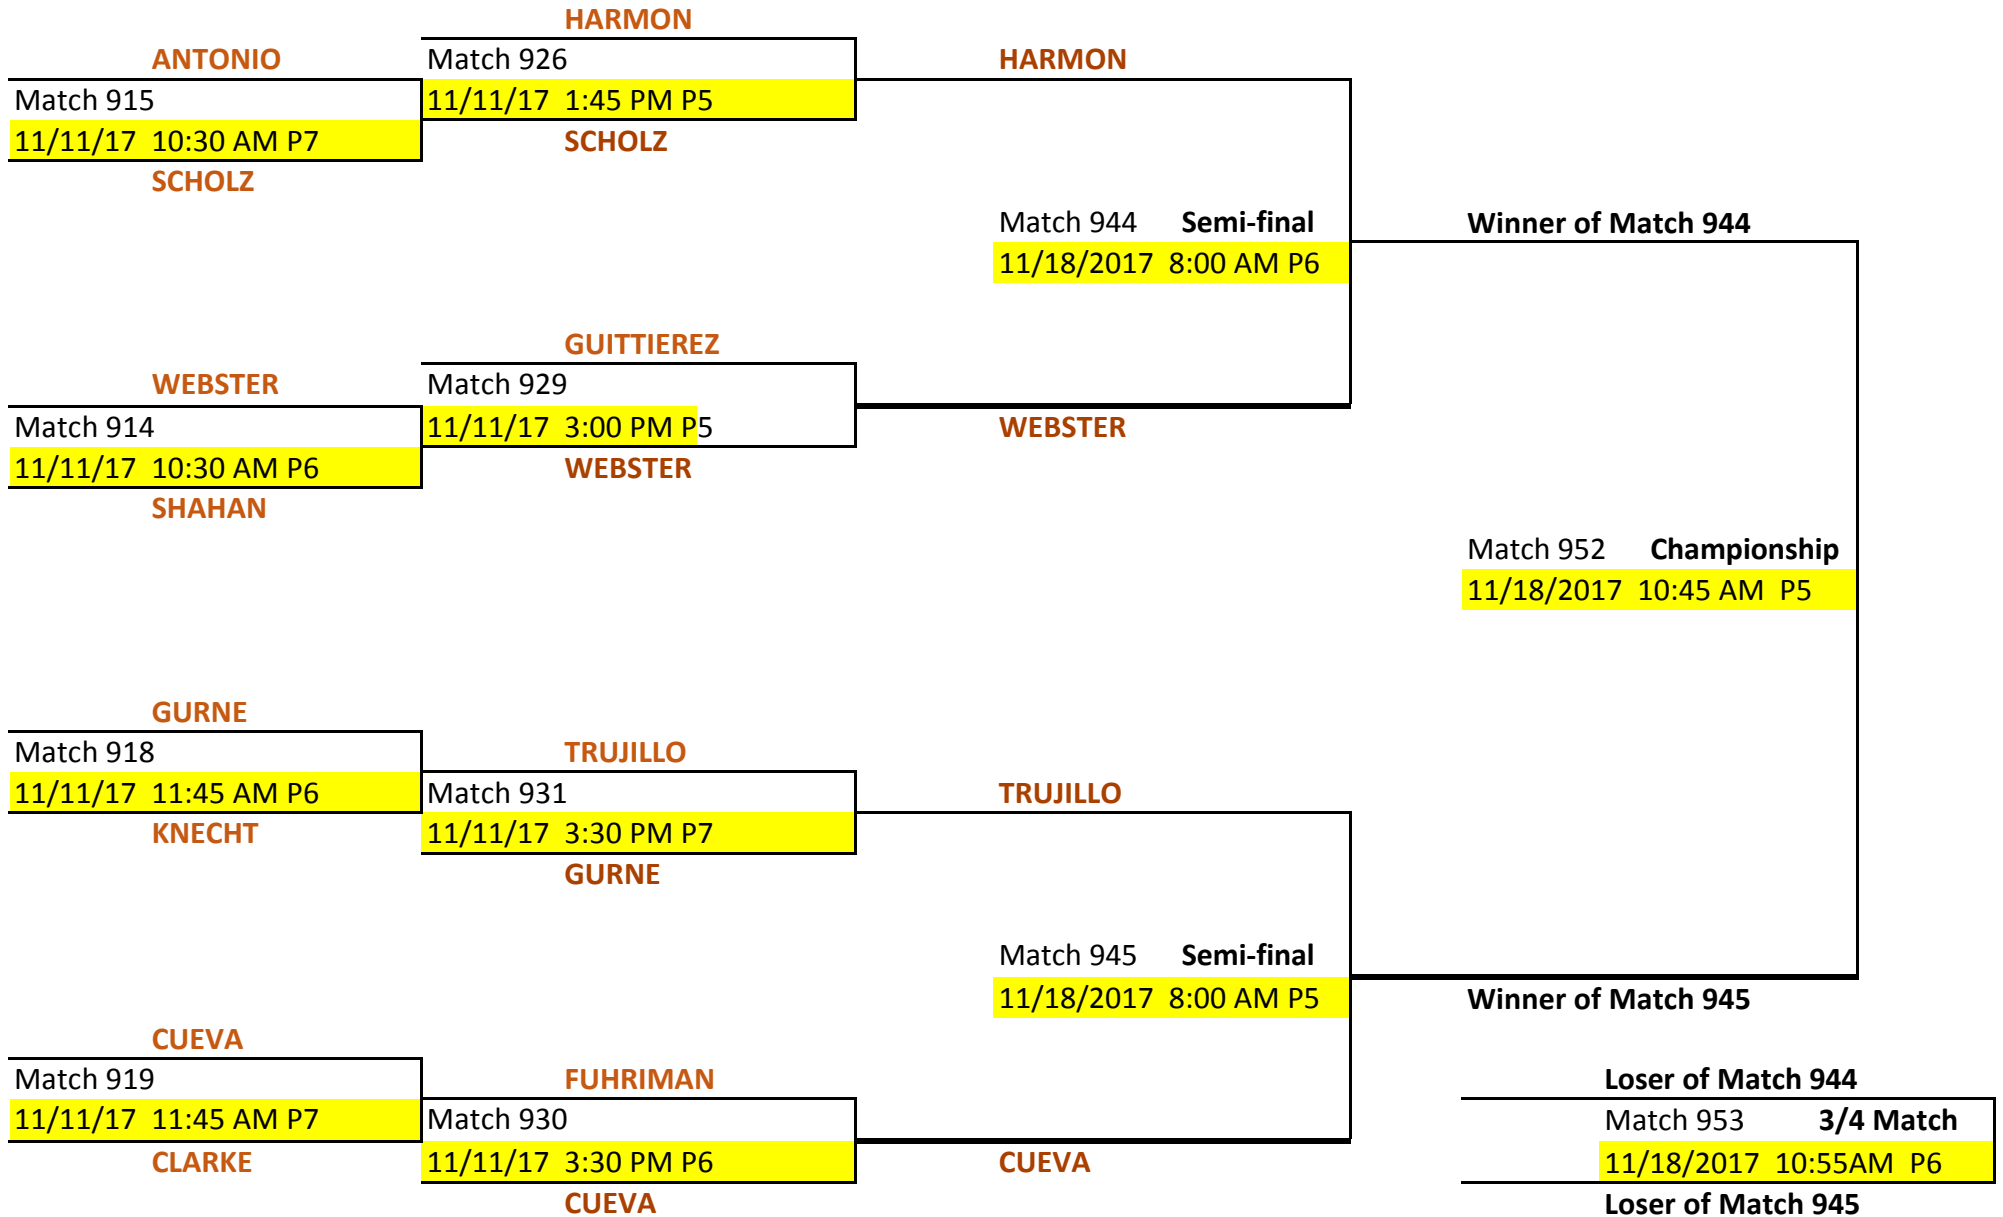 HARMON
ANTONIO
Match 926
HARMON
Match 915
11/11/17 1:45 PM P5
11/11/17 10:30 AM P7
SCHOLZ
SCHOLZ
Match 944 Semi-final
Winner of Match 944
11/18/2017 8:00 AM P6
GUITTIEREZ
WEBSTER
Match 929
Match 914
11/11/17 3:00 PM P5
WEBSTER
11/11/17 10:30 AM P6
WEBSTER
SHAHAN
Match 952 Championship
11/18/2017 10:45 AM P5
GURNE
Match 918
TRUJILLO
11/11/17 11:45 AM P6
Match 931
TRUJILLO
KNECHT
11/11/17 3:30 PM P7
GURNE
Match 945 Semi-final
11/18/2017 8:00 AM P5
Winner of Match 945
CUEVA
Match 919
FUHRIMAN
Loser of Match 944
11/11/17 11:45 AM P7
Match 930
Match 953 3/4 Match
CLARKE
11/11/17 3:30 PM P6
CUEVA
11/18/2017 10:55AM P6
CUEVA
Loser of Match 945